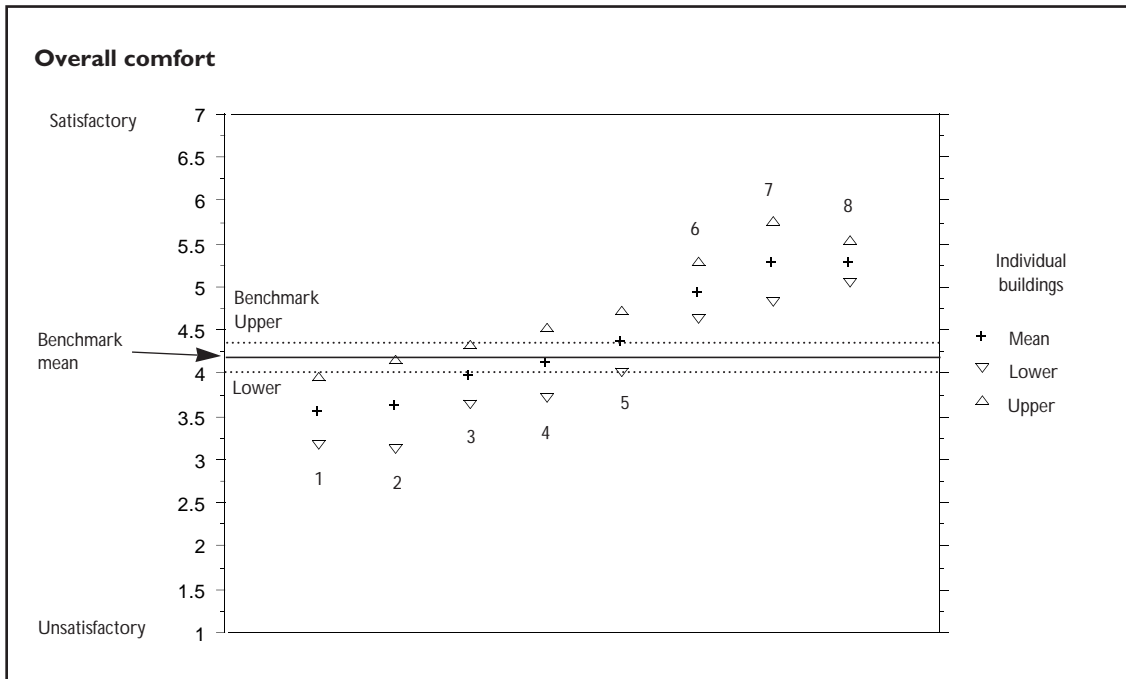 Overall comfort
Satisfactory
7
6.5
6
5.5
5
4.5
4
3.5
3
2.5
2
1.5
1
Unsatisfactory
Benchmark
mean
Benchmark
Upper
Lower
1
2
3
4
5
6
7
8
Individual
buildings
Mean
Lower
Upper